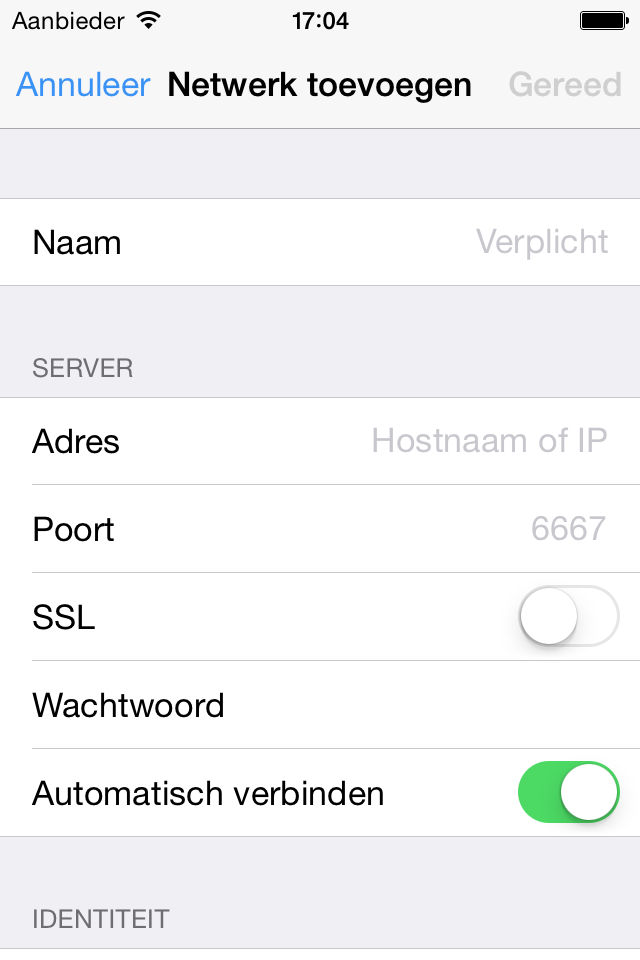 Aanbieder 17:04
Annuleer Netwerk toevoegen Gereed
Naam Verplicht
SERVER
Adres Hostnaam of IP
Poort 6667
SSL
Wachtwoord
Automatisch verbinden
IDENTITEIT